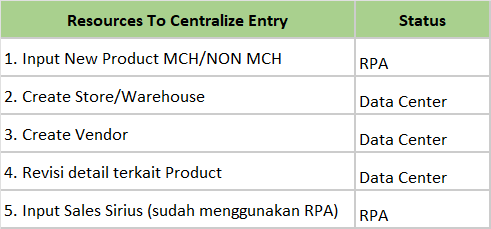 Resources To Centralize Entry Status
1. Input New Product MCH/NON MCH RPA
2. Create Store/Warehouse Data Center
3. Create Vendor Data Center
4. Revisi detail terkait Product Data Center
5. Input Sales Sirius (sudah menggunakan RPA) RPA